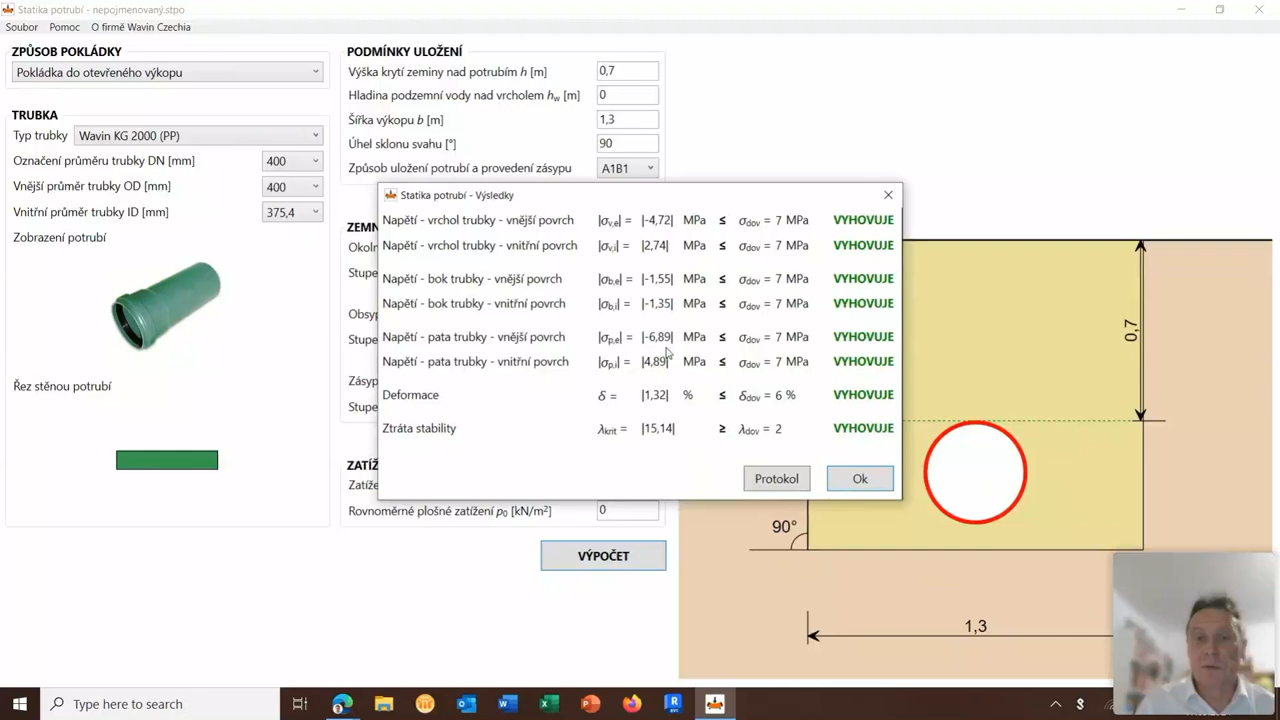 Statika potrubí - nepojmenovaný.stpo
Soubor Pomoc O firmě Wavin Czechia
ZPŮSOB POKLÁDKY
Pokládka do otevřeného výkopu
TRUBKA
Typ trubky Wavin KG 2000 (PP)
Označení průměru trubky DN [mm] 400
Vnější průměr trubky OD [mm] 400
Vnitřní průměr trubky ID [mm] 375,4
Zobrazení potrubí
Řez stěnou potrubí
PODMÍNKY ULOŽENÍ
Výška krytí zeminy nad potrubím h [m] 0,7
Hladina podzemní vody nad vrcholem hw [m] 0
Šířka výkopu b [m] 1,3
Úhel sklonu svahu [°] 90
Způsob uložení potrubí a provedení zásypu A1B1
ZEMN
Okol
Stupe
Obsy
Stupe
Zásy
Stupe
ZATÍŽ
Zatíže
Rovnoměrné plošné zatížení p0 [kN/m²] 0
VÝPOČET
Statika potrubí - Výsledky
Napětí - vrchol trubky - vnější povrch |σv,e| = |-4,72| MPa ≤ σdov = 7 MPa VYHOVUJE
Napětí - vrchol trubky - vnitřní povrch |σv,i| = |2,74| MPa ≤ σdov = 7 MPa VYHOVUJE
Napětí - bok trubky - vnější povrch |σb,e| = |-1,55| MPa ≤ σdov = 7 MPa VYHOVUJE
Napětí - bok trubky - vnitřní povrch |σb,i| = |-1,35| MPa ≤ σdov = 7 MPa VYHOVUJE
Napětí - pata trubky - vnější povrch |σp,e| = |-6,89| MPa ≤ σdov = 7 MPa VYHOVUJE
Napětí - pata trubky - vnitřní povrch |σp,i| = |4,89| MPa ≤ σdov = 7 MPa VYHOVUJE
Deformace δ = |1,32| % ≤ δdov = 6 % VYHOVUJE
Ztráta stability λkrit = |15,14| ≥ λdov = 2 VYHOVUJE
Protokol Ok
0,7
90°
1,3
Type here to search